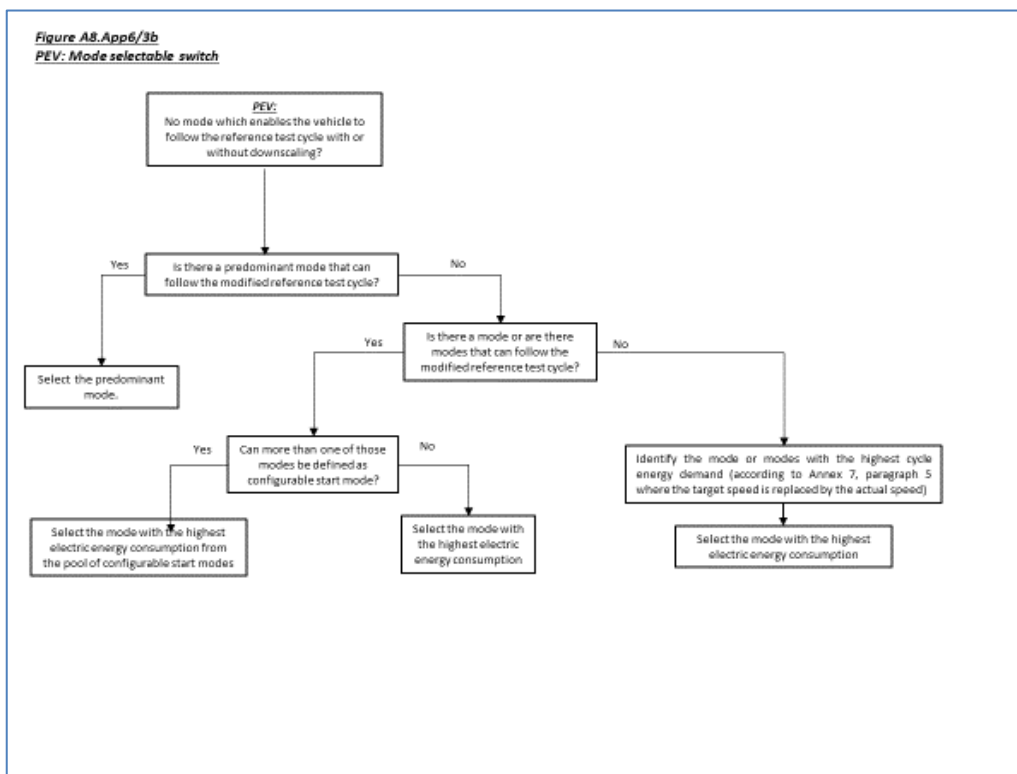 Figure A8.App6/3b
PEV: Mode selectable switch
PEV:
No mode which enables the vehicle to
follow the reference test cycle with or
without downscaling?
Yes
Is there a predominant mode that can
follow the modified reference test cycle?
No
Select the predominant
mode.
Yes
Is there a mode or are there
modes that can follow the
modified reference test cycle?
No
Yes
Can more than one of those
modes be defined as
configurable start mode?
No
Identify the mode or modes with the highest cycle
energy demand (according to Annex 7, paragraph 5
where the target speed is replaced by the actual speed)
Select the mode with the highest
electric energy consumption from
the pool of configurable start modes
Select the mode with
the highest electric
energy consumption
Select the mode with the highest
electric energy consumption